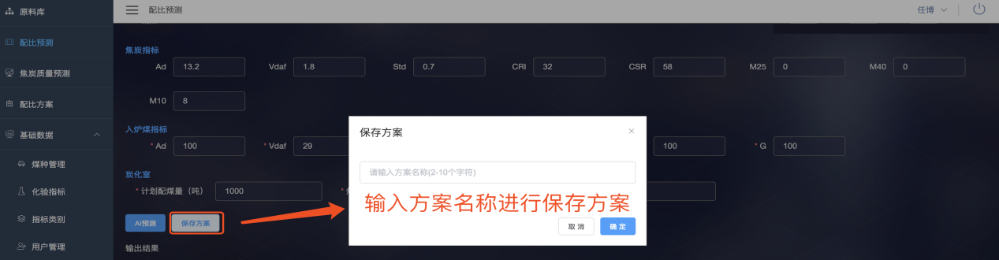 原料库
配比预测
任博
配比预测
焦炭质量预测
配比方案
基础数据
煤种管理
化验指标
指标类别
用户管理
焦炭指标
Ad 13.2 Vdaf 1.8 Std 0.7 CRI 32 CSR 58 M25 0 M40 0
M10 8
入炉煤指标
* Ad 100 * Vdaf 29 100 * G 100
炭化室
* 计划配煤量（吨） 1000 *
AI预测 保存方案
输出结果
保存方案 ×
请输入方案名称(2-10个字符)
输入方案名称进行保存方案
取消 确定